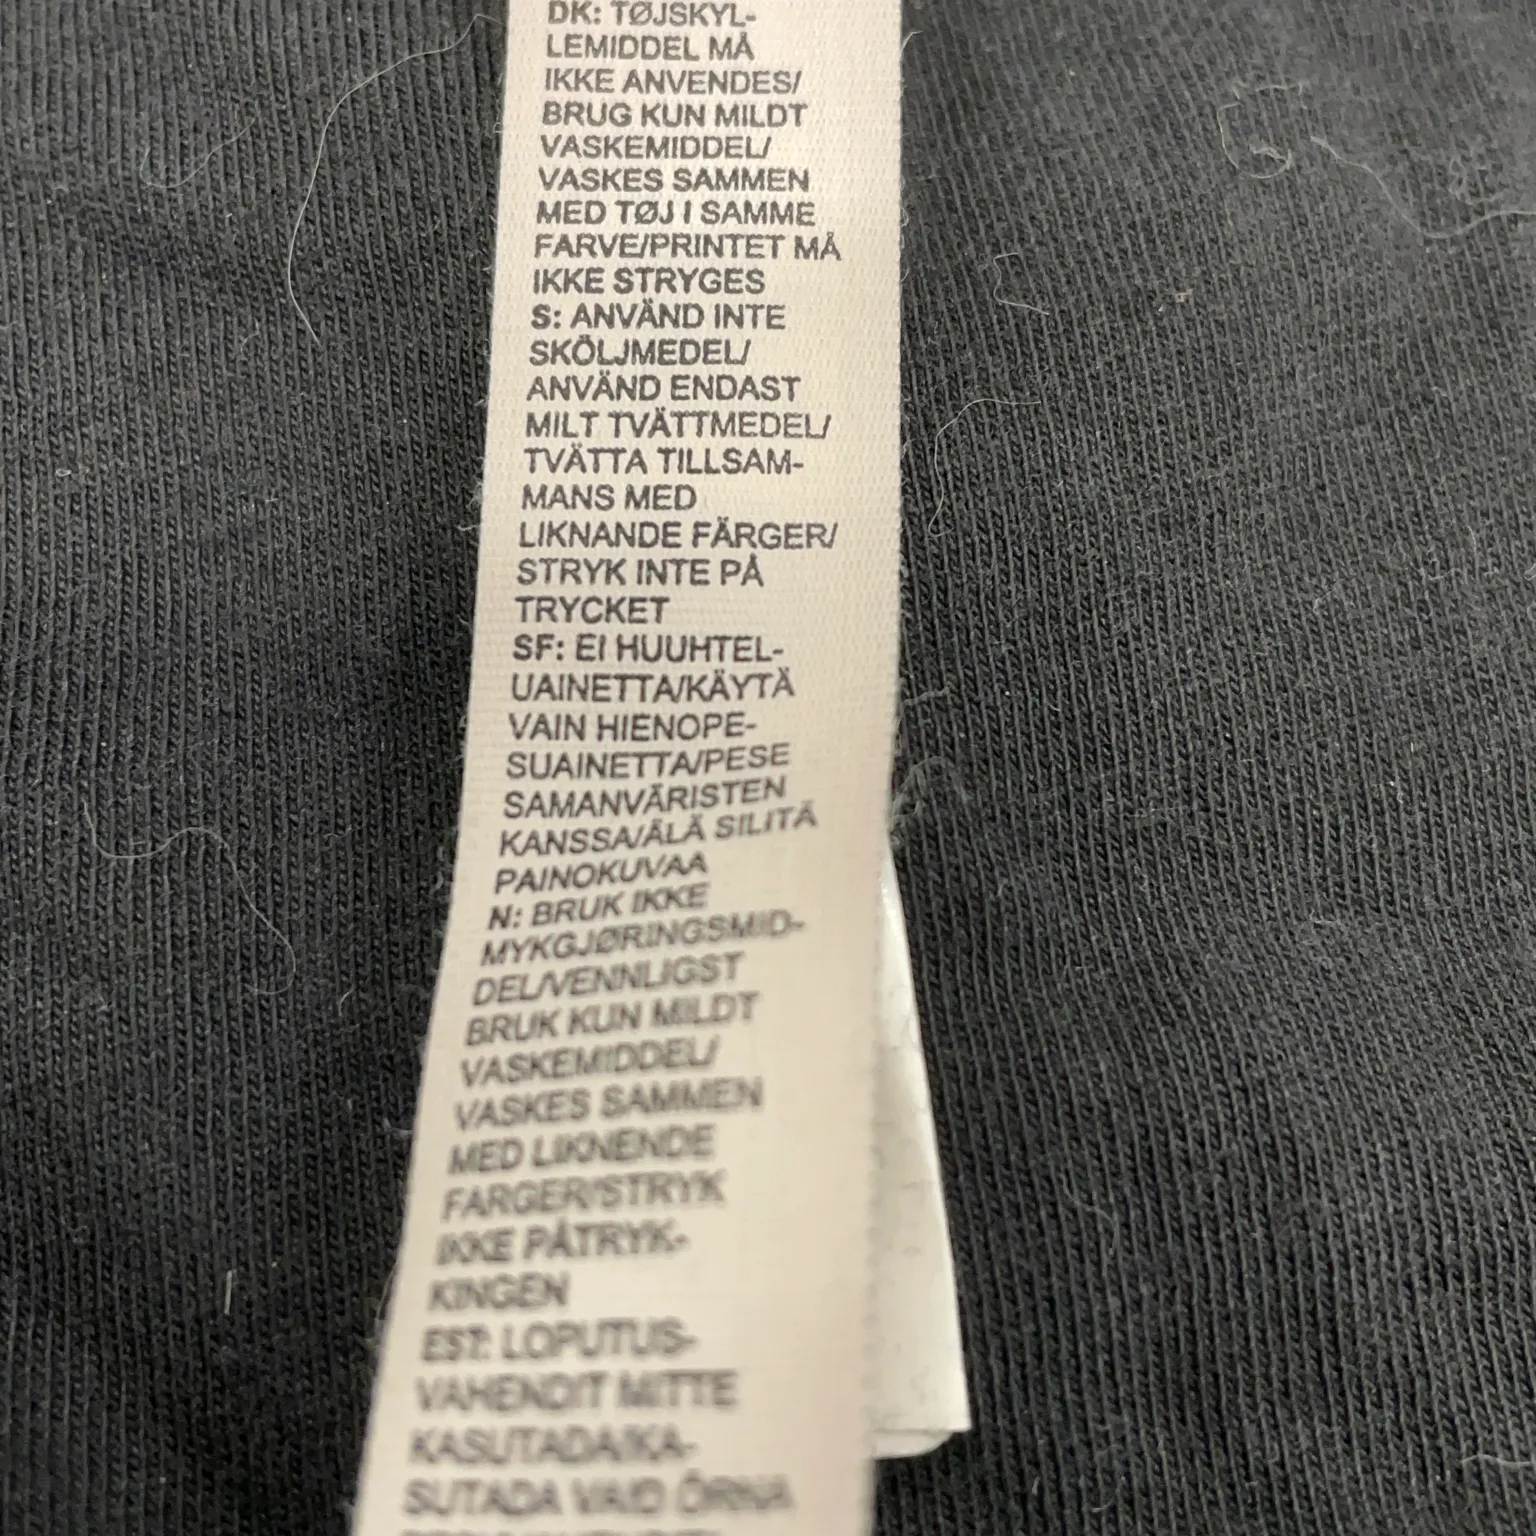 DK: TØJSKYL-
LEMIDDEL MÅ
IKKE ANVENDES/
BRUG KUN MILDT
VASKEMIDDEL/
VASKES SAMMEN
MED TØJ I SAMME
FARVE/PRINTET MÅ
IKKE STRYGES
S: ANVÄND INTE
SKÖLJMEDEL/
ANVÄND ENDAST
MILT TVÄTTMEDEL/
TVÄTTA TILLSAM-
MANS MED
LIKNANDE FÄRGER/
STRYK INTE PÅ
TRYCKET
SF: EI HUUHTEL-
UAINETTA/KÄYTÄ
VAIN HIENOPE-
SUAINETTA/PESE
SAMANVÄRISTEN
KANSSA/ÄLÄ SILITÄ
PAINOKUVAA
N: BRUK IKKE
MYKGJØRINGSMID-
DEL/VENNLIGST
BRUK KUN MILDT
VASKEMIDDEL/
VASKES SAMMEN
MED LIKNENDE
FARGER/STRYK
IKKE PÅTRYK-
KINGEN
EST: LOPUTUS-
VAHENDIT MITTE
KASUTADA/KA-
SUTADA VAID ÕRNA